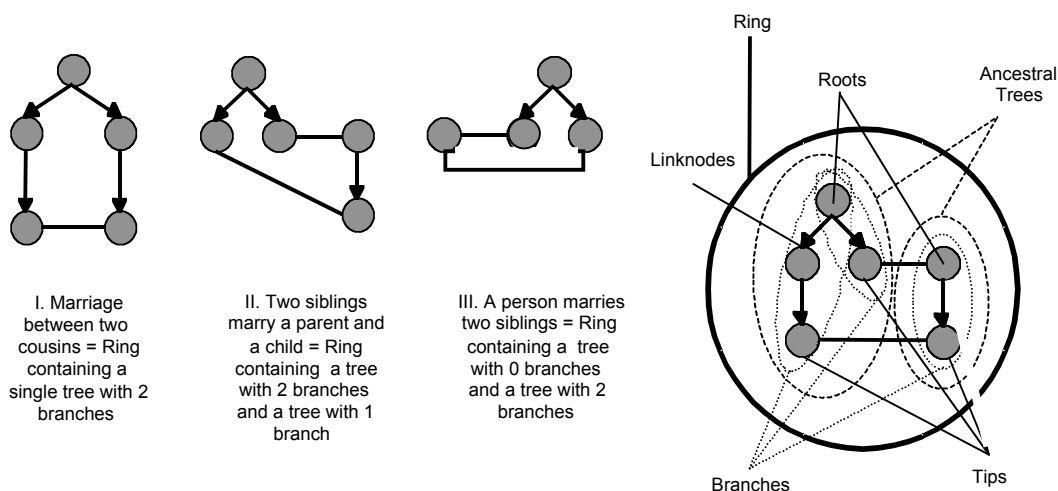 Ring
Roots
Ancestral
Trees
Linknodes
I. Marriage
between two
cousins = Ring
containing a
single tree with 2
branches
II. Two siblings
marry a parent and
a child = Ring
containing a tree
with 2 branches
and a tree with 1
branch
III. A person marries
two siblings = Ring
containing a tree
with 0 branches
and a tree with 2
branches
Branches
Tips